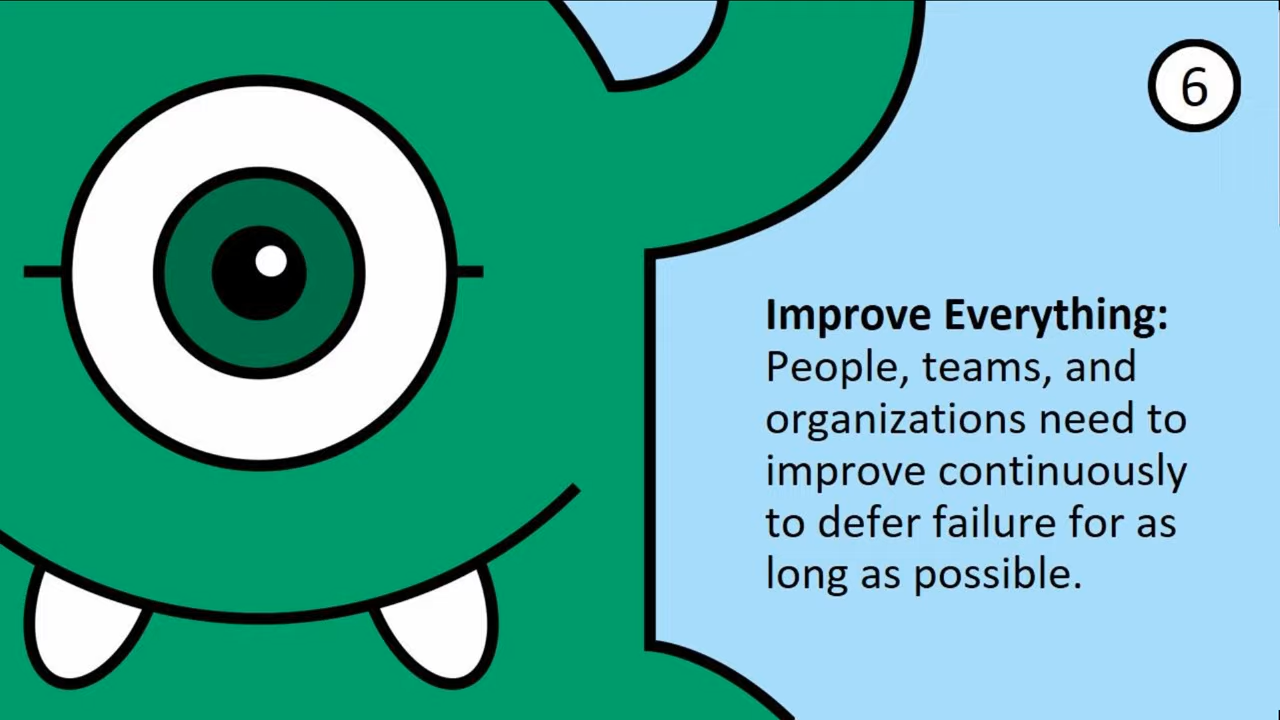 6
Improve Everything:
People, teams, and
organizations need to
improve continuously
to defer failure for as
long as possible.